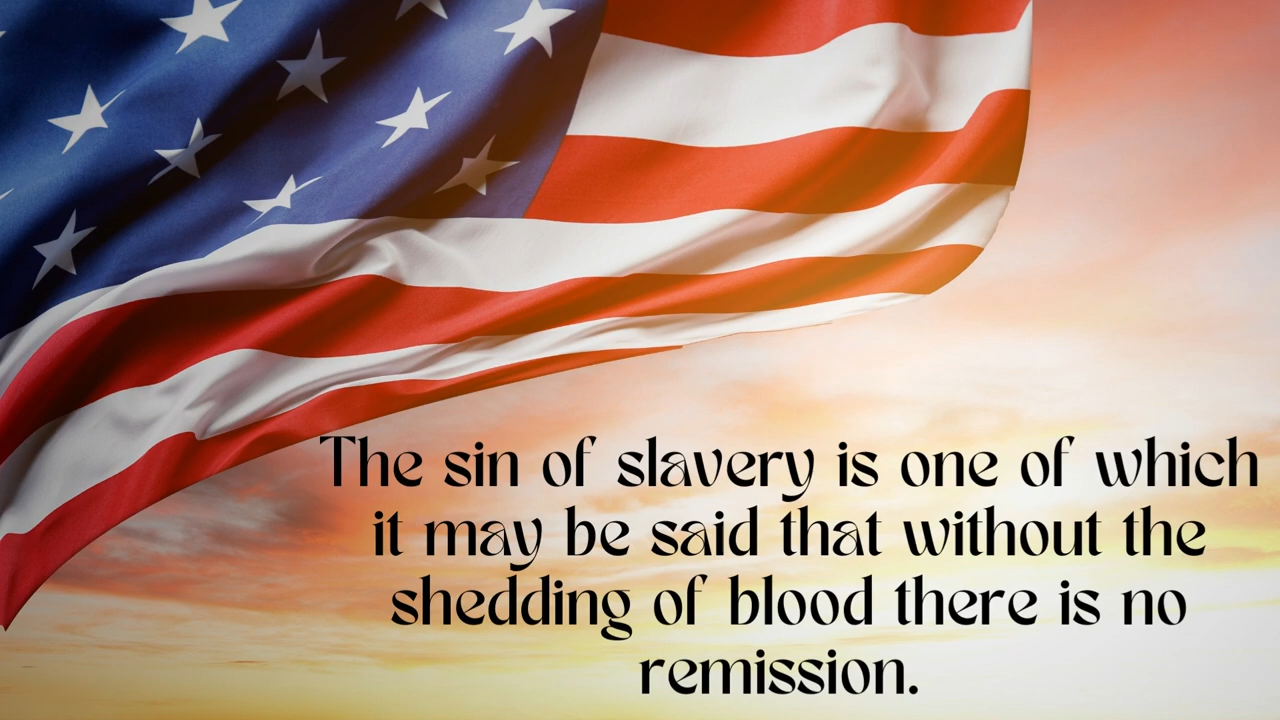 The sin of slavery is one of which
it may be said that without the
shedding of blood there is no
remission.